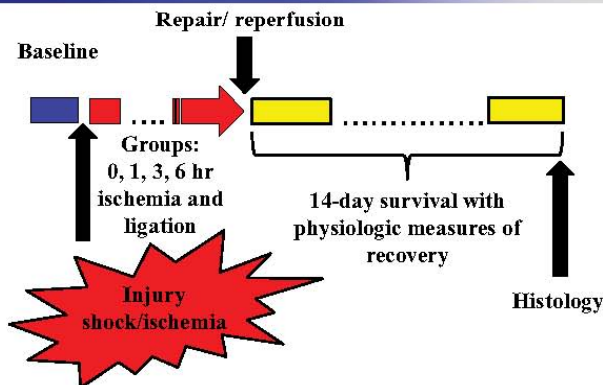 Repair/ reperfusion
Baseline
Groups:
0, 1, 3, 6 hr
ischemia and
ligation
14-day survival with
physiologic measures of
recovery
Injury
shock/ischemia
Histology